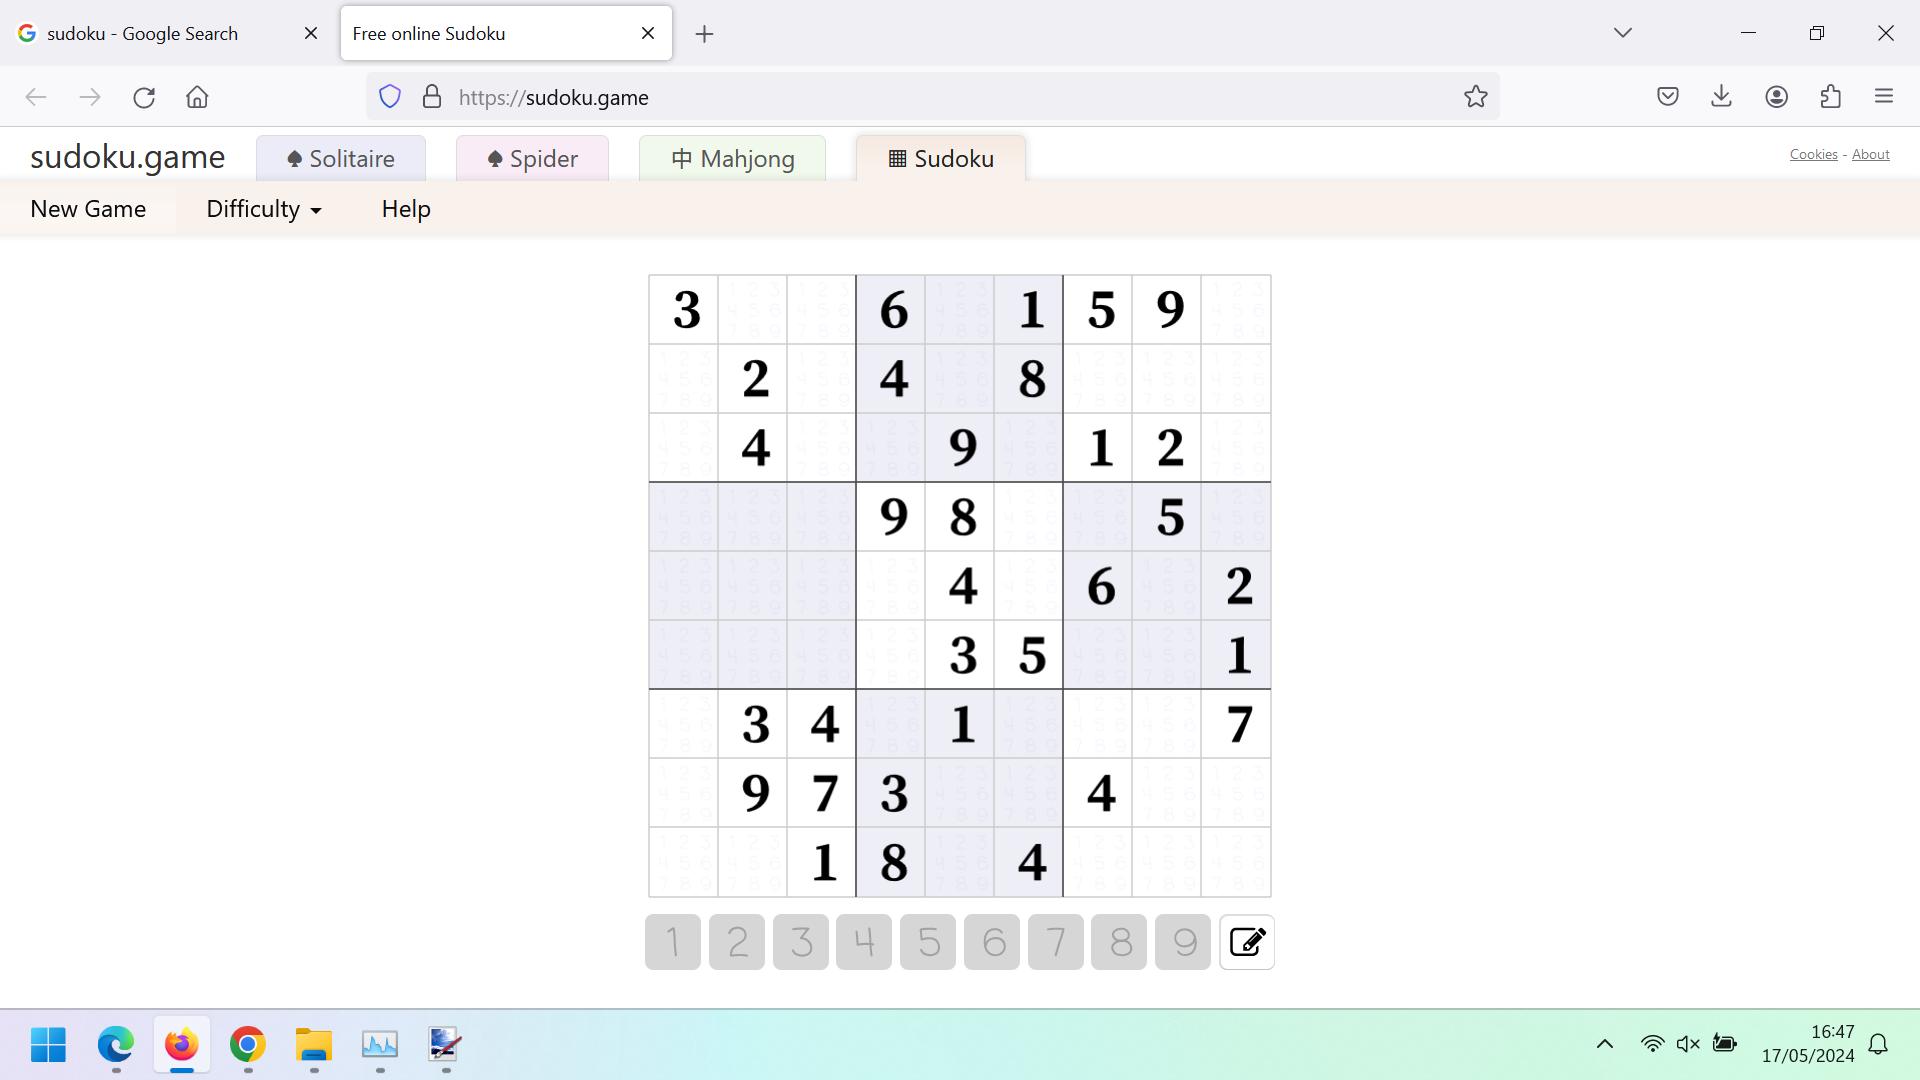 sudoku - Google Search
Free online Sudoku
https://sudoku.game
sudoku.game
Solitaire
Spider
中 Mahjong
Sudoku
Cookies - About
New Game
Difficulty
Help
3 6 1 5 9
2 4 8
4 9 1 2
9 8 5
4 6 2
3 5 1
3 4 1 7
9 7 3 4
1 8 4
1 2 3 4 5 6 7 8 9
16:47
17/05/2024